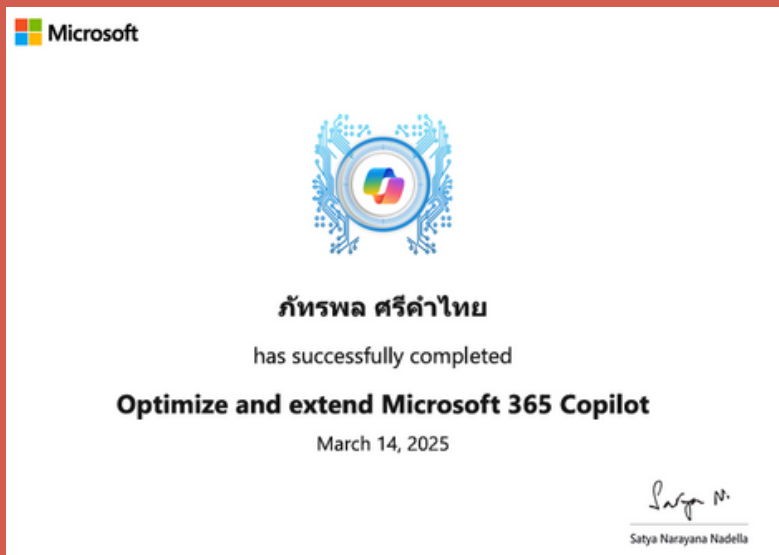 Microsoft
ภัทรพล ศรีคำไทย
has successfully completed
Optimize and extend Microsoft 365 Copilot
March 14, 2025
Satya N.
Satya Narayana Nadella